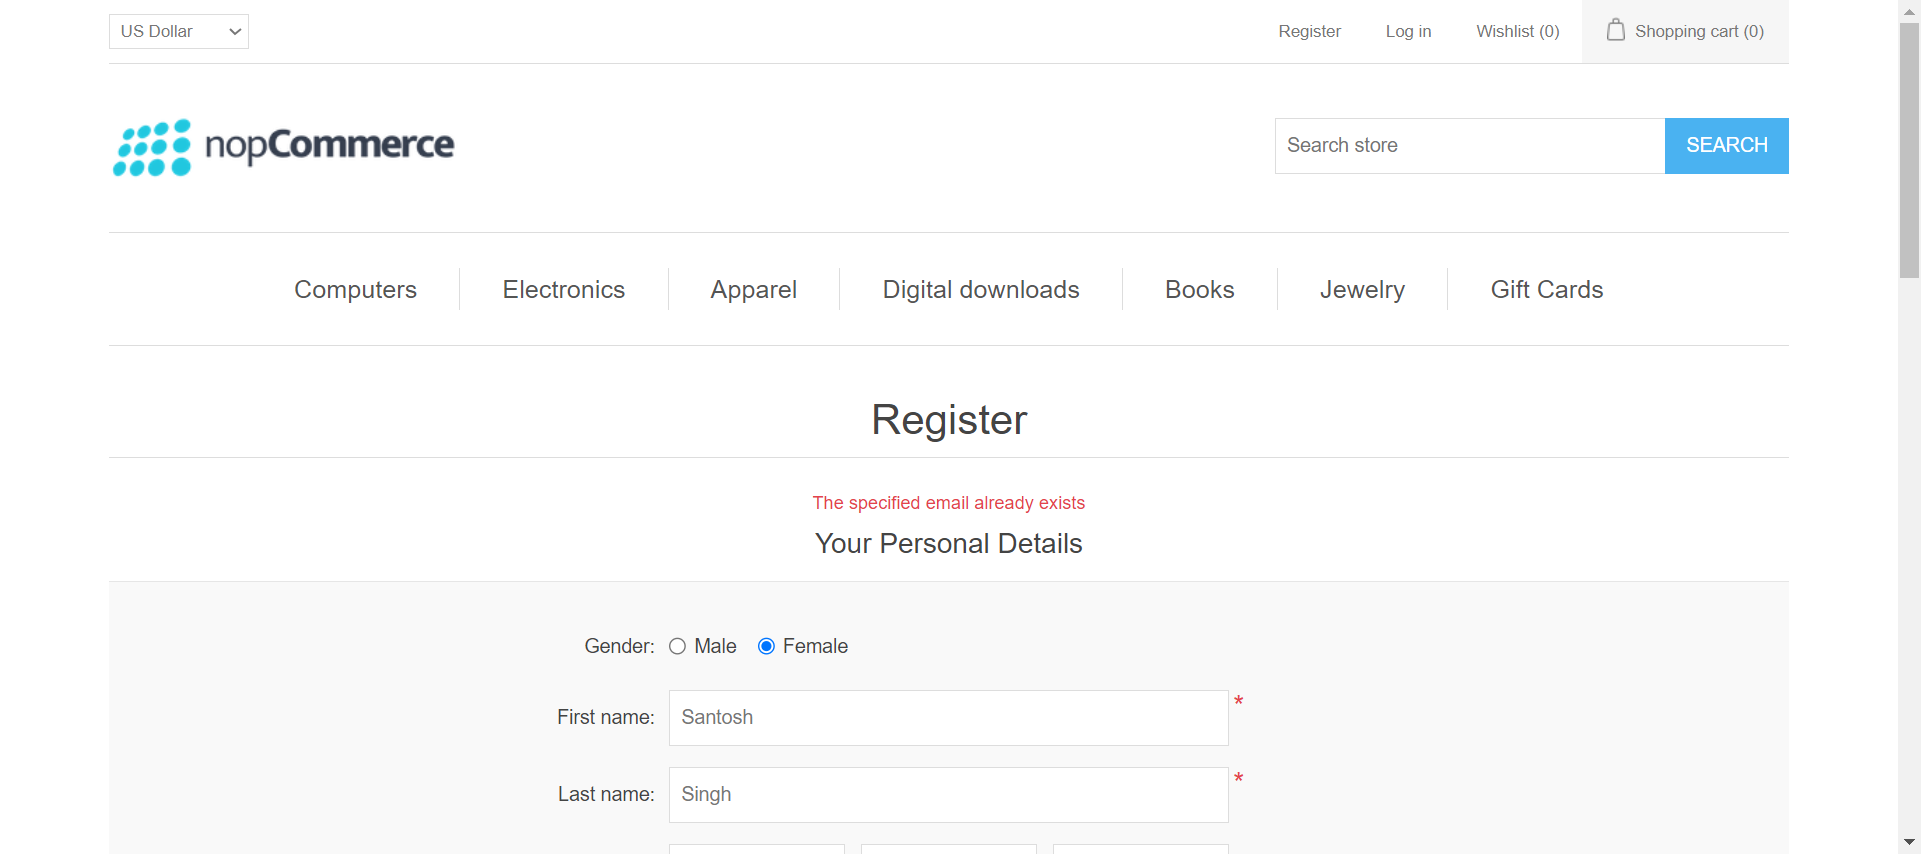 US Dollar
Register
Log in
Wishlist (0)
Shopping cart (0)
nopCommerce
Search store
SEARCH
Computers
Electronics
Apparel
Digital downloads
Books
Jewelry
Gift Cards
Register
The specified email already exists
Your Personal Details
Gender: Male Female
First name: Santosh *
Last name: Singh *